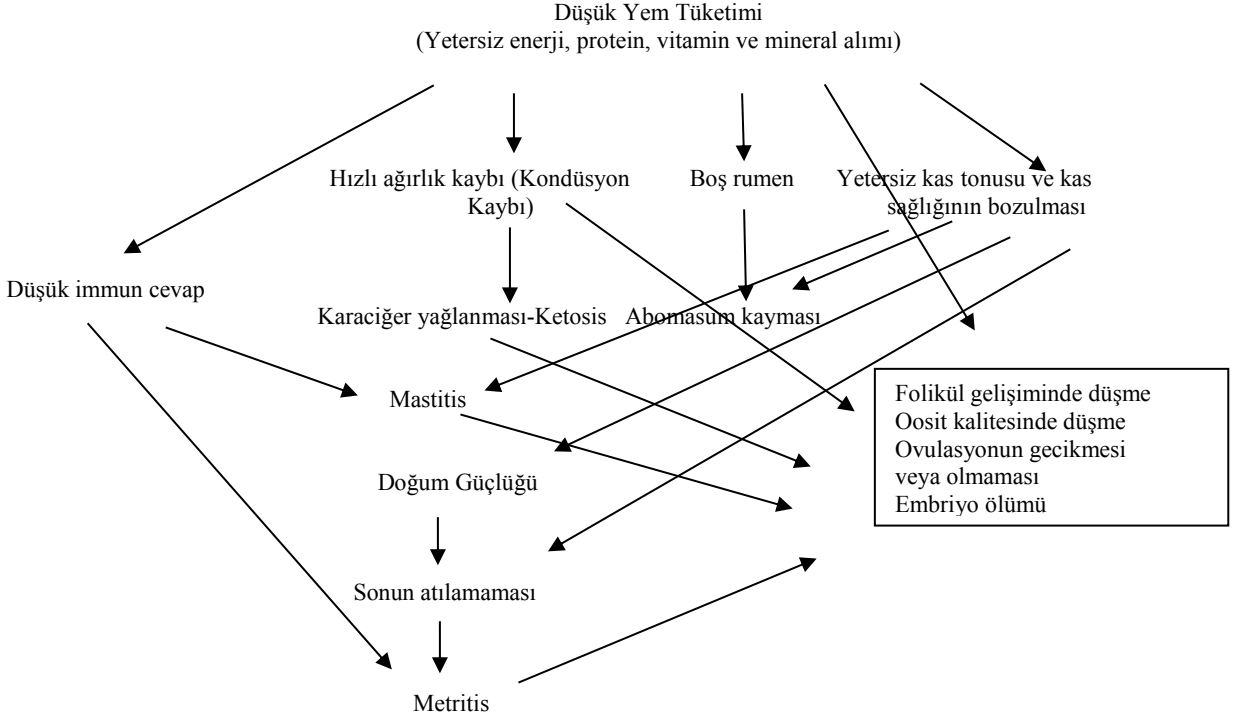 Düşük Yem Tüketimi
(Yetersiz enerji, protein, vitamin ve mineral alımı)
Hızlı ağırlık kaybı (Kondüsyon
Kaybı)
Boş rumen
Yetersiz kas tonusu ve kas
sağlığının bozulması
Düşük immun cevap
Karaciğer yağlanması-Ketosis
Abomasum kayması
Mastitis
Folikül gelişiminde düşme
Oosit kalitesinde düşme
Ovulasyonun gecikmesi
veya olmaması
Embriyo ölümü
Doğum Güçlüğü
Sonun atılamaması
Metritis